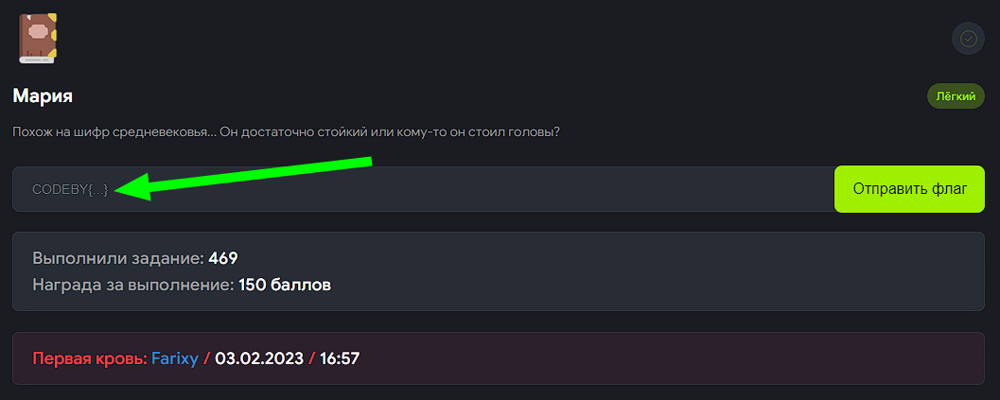 Мария
Лёгкий
Похож на шифр средневековья... Он достаточно стойкий или кому-то он стоил головы?
CODEBY{...}
Отправить флаг
Выполнили задание: 469
Награда за выполнение: 150 баллов
Первая кровь: Farixy / 03.02.2023 / 16:57